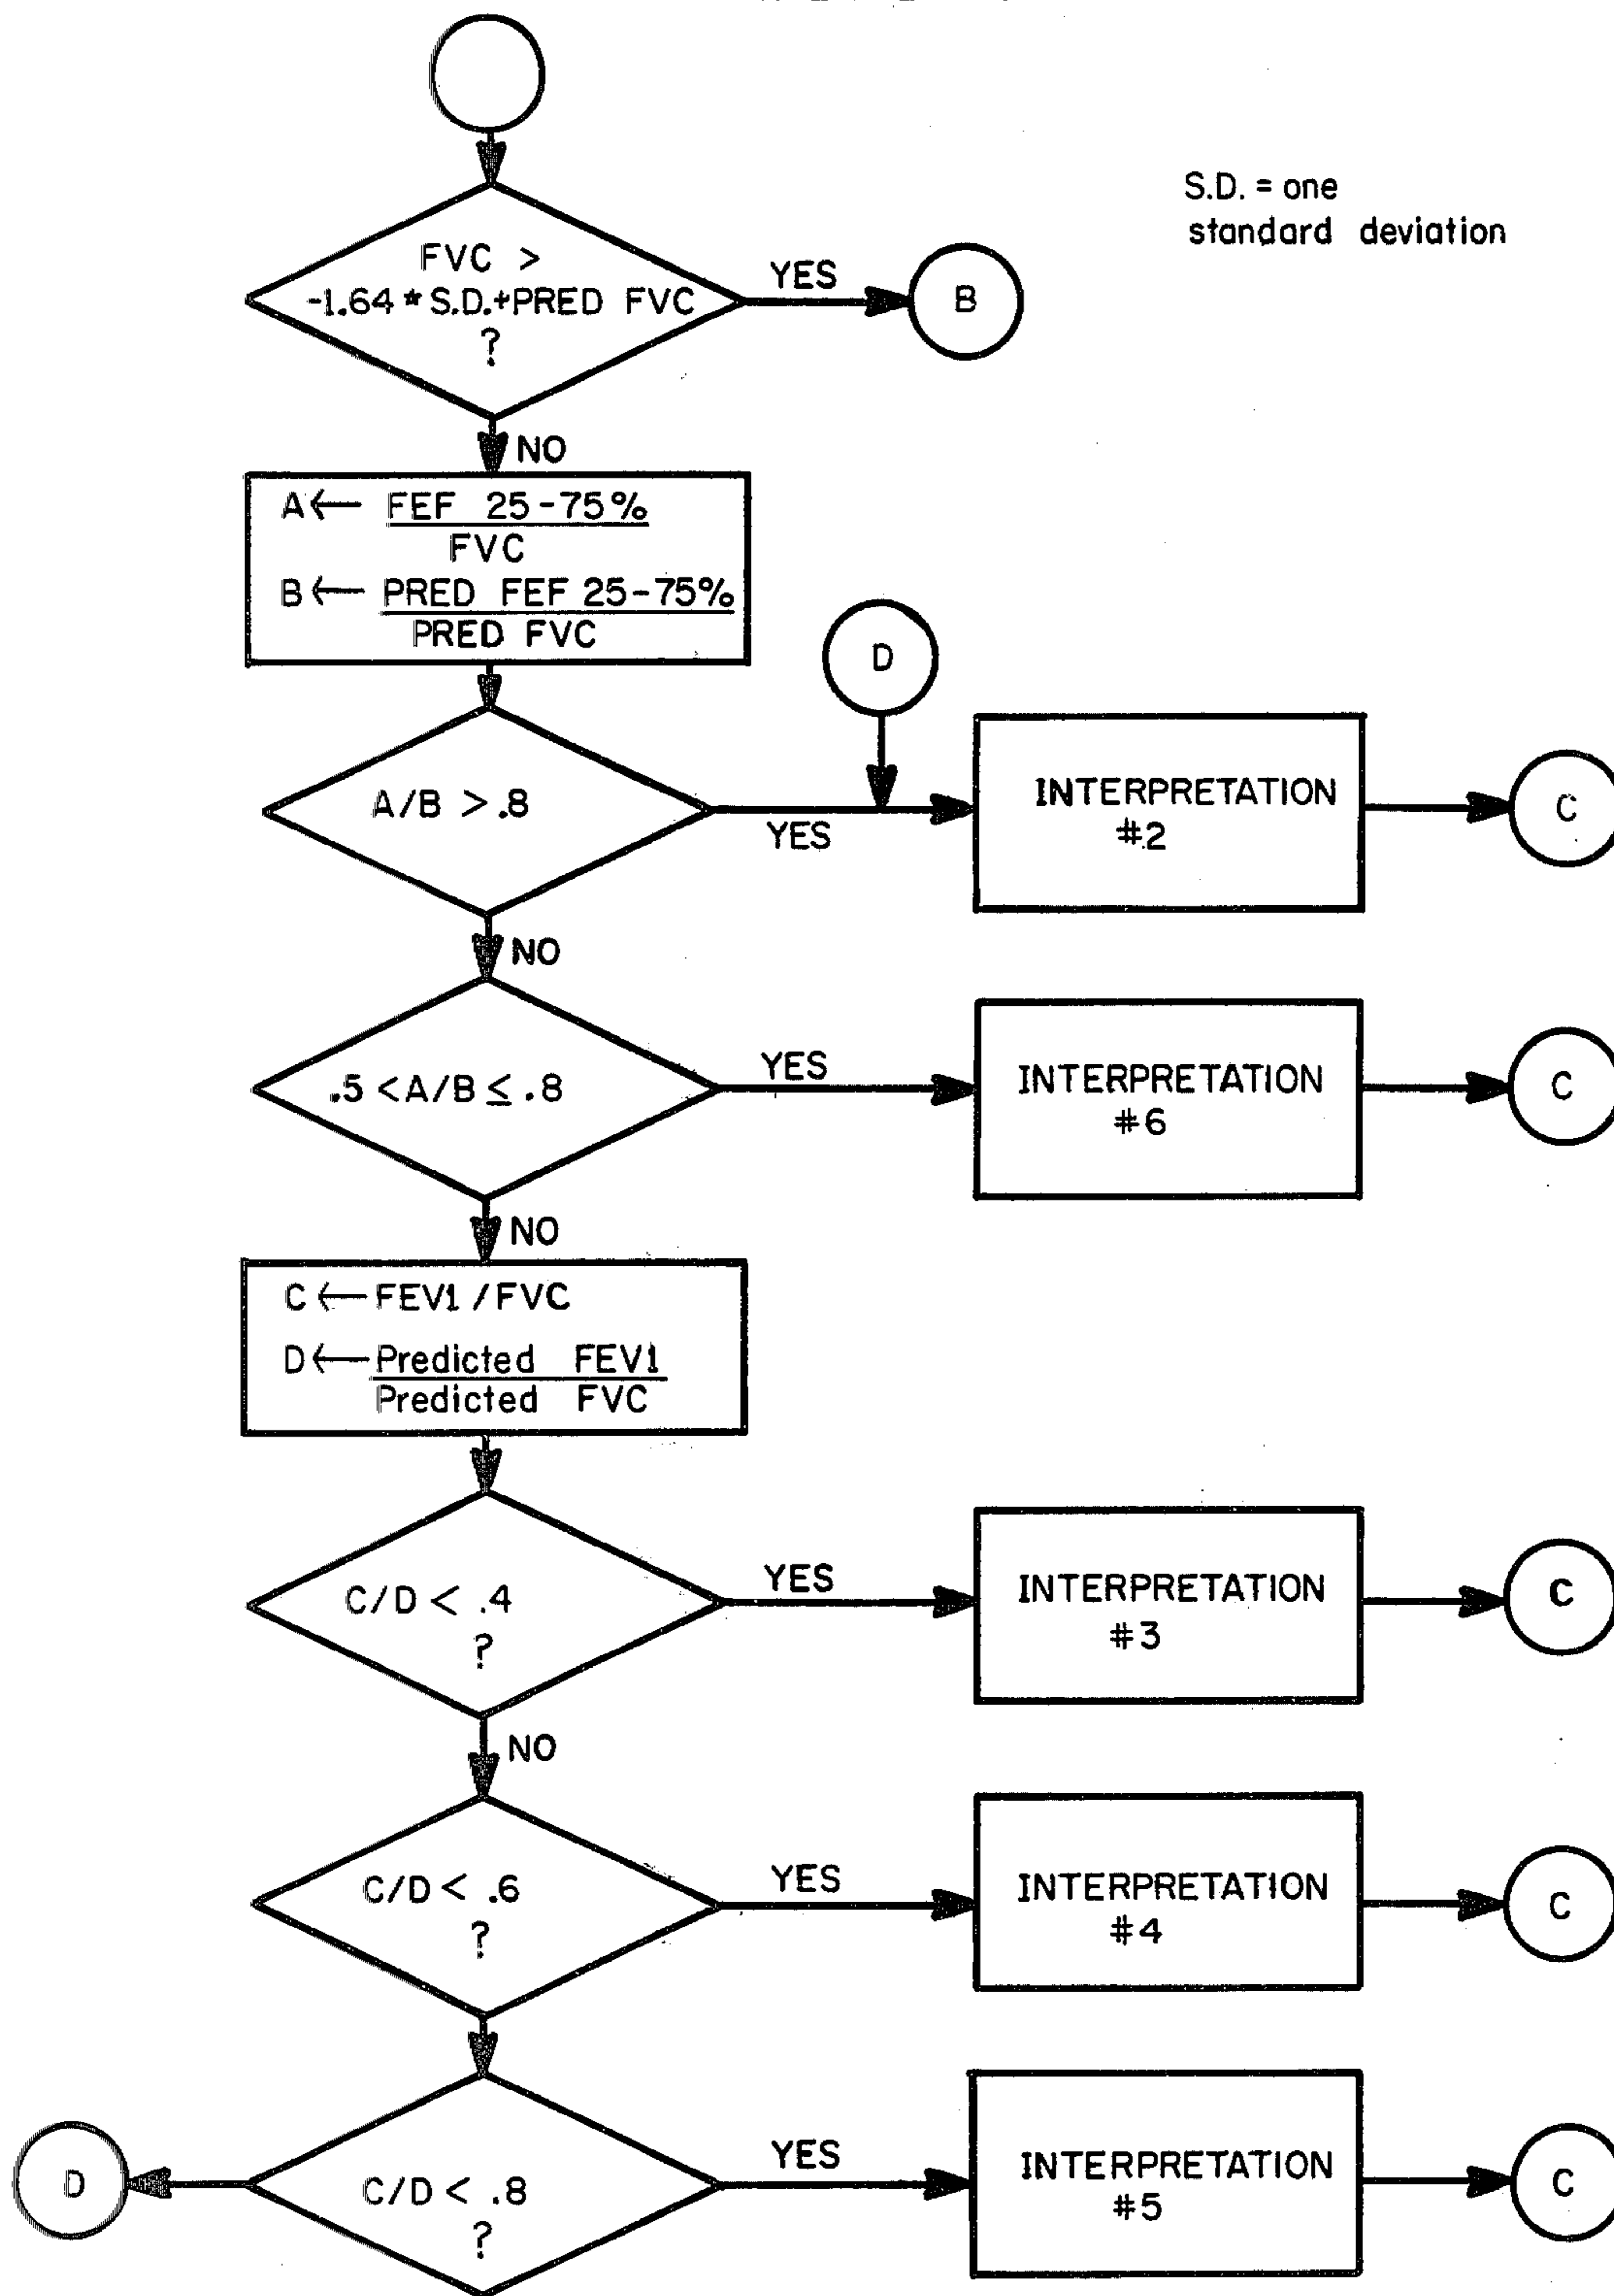 S.D. = one
standard deviation
FVC >
-1.64 * S.D.+PRED FVC
?
YES
B
NO
A← FEF 25-75%
FVC
B← PRED FEF 25-75%
PRED FVC
D
A/B > .8
YES
INTERPRETATION
#2
C
NO
.5 < A/B ≤ .8
YES
INTERPRETATION
#6
C
NO
C ← FEV1 / FVC
D ← Predicted FEV1
Predicted FVC
C/D < .4
?
YES
INTERPRETATION
#3
C
NO
C/D < .6
?
YES
INTERPRETATION
#4
C
D
C/D < .8
?
YES
INTERPRETATION
#5
C